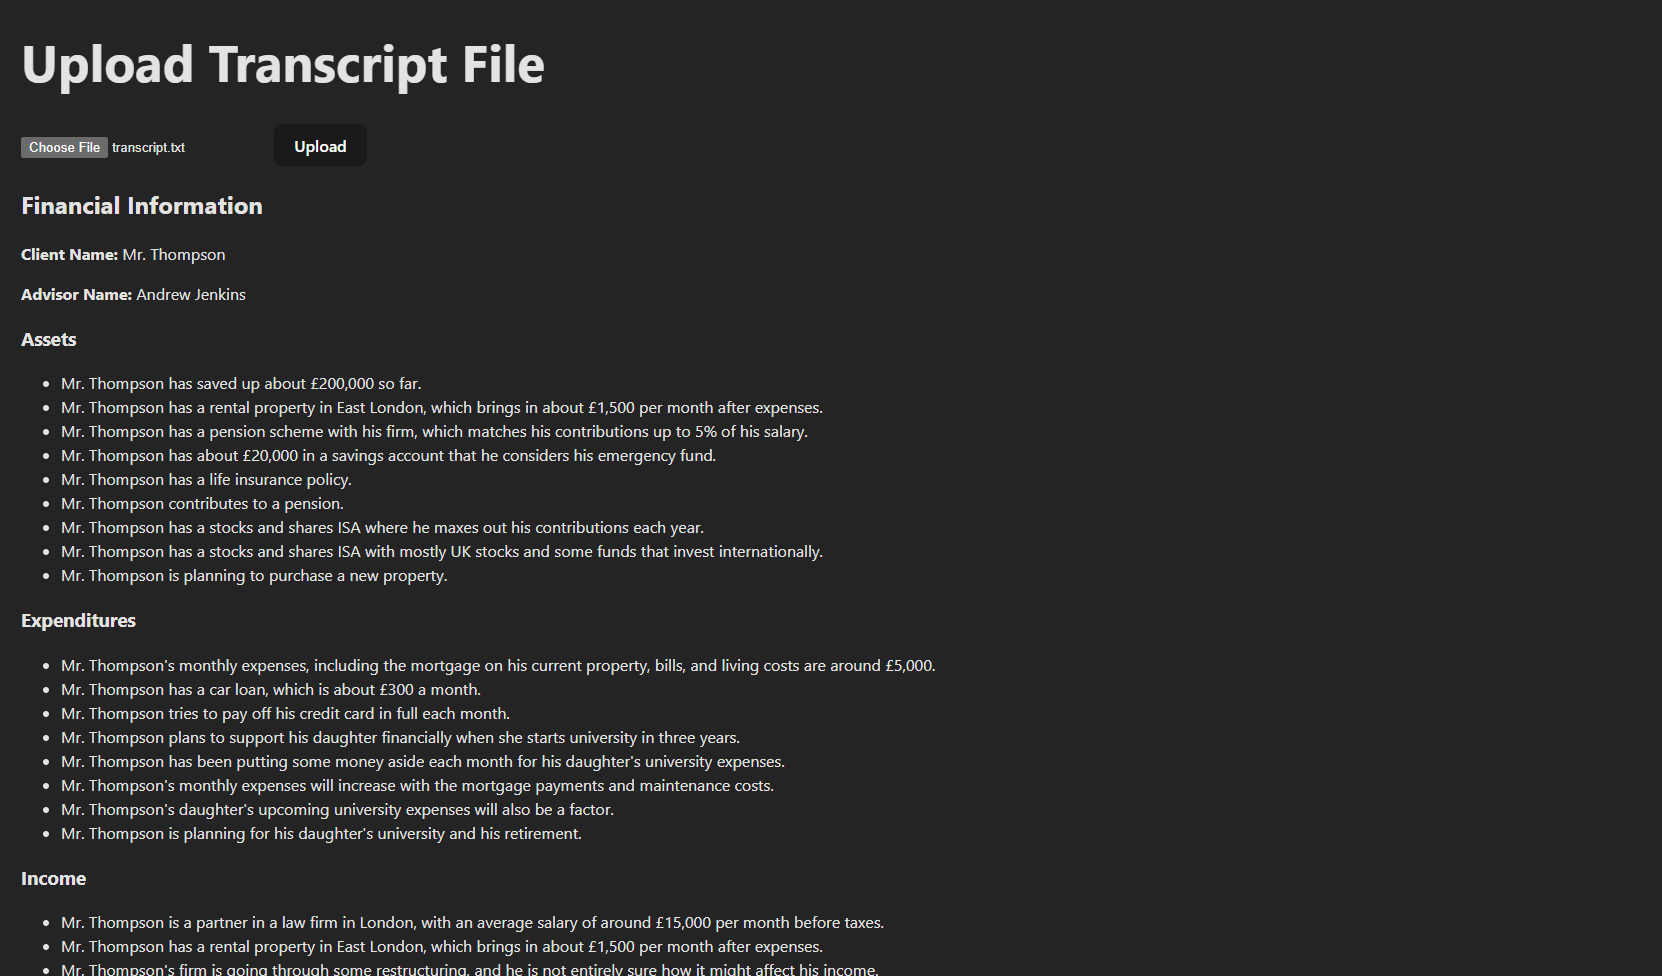 Upload Transcript File
Choose File transcript.txt Upload
Financial Information
Client Name: Mr. Thompson
Advisor Name: Andrew Jenkins
Assets
• Mr. Thompson has saved up about £200,000 so far.
• Mr. Thompson has a rental property in East London, which brings in about £1,500 per month after expenses.
• Mr. Thompson has a pension scheme with his firm, which matches his contributions up to 5% of his salary.
• Mr. Thompson has about £20,000 in a savings account that he considers his emergency fund.
• Mr. Thompson has a life insurance policy.
• Mr. Thompson contributes to a pension.
• Mr. Thompson has a stocks and shares ISA where he maxes out his contributions each year.
• Mr. Thompson has a stocks and shares ISA with mostly UK stocks and some funds that invest internationally.
• Mr. Thompson is planning to purchase a new property.
Expenditures
• Mr. Thompson's monthly expenses, including the mortgage on his current property, bills, and living costs are around £5,000.
• Mr. Thompson has a car loan, which is about £300 a month.
• Mr. Thompson tries to pay off his credit card in full each month.
• Mr. Thompson plans to support his daughter financially when she starts university in three years.
• Mr. Thompson has been putting some money aside each month for his daughter's university expenses.
• Mr. Thompson's monthly expenses will increase with the mortgage payments and maintenance costs.
• Mr. Thompson's daughter's upcoming university expenses will also be a factor.
• Mr. Thompson is planning for his daughter's university and his retirement.
Income
• Mr. Thompson is a partner in a law firm in London, with an average salary of around £15,000 per month before taxes.
• Mr. Thompson has a rental property in East London, which brings in about £1,500 per month after expenses.
• Mr. Thompson's firm is going through some restructuring, and he is not entirely sure how it might affect his income.